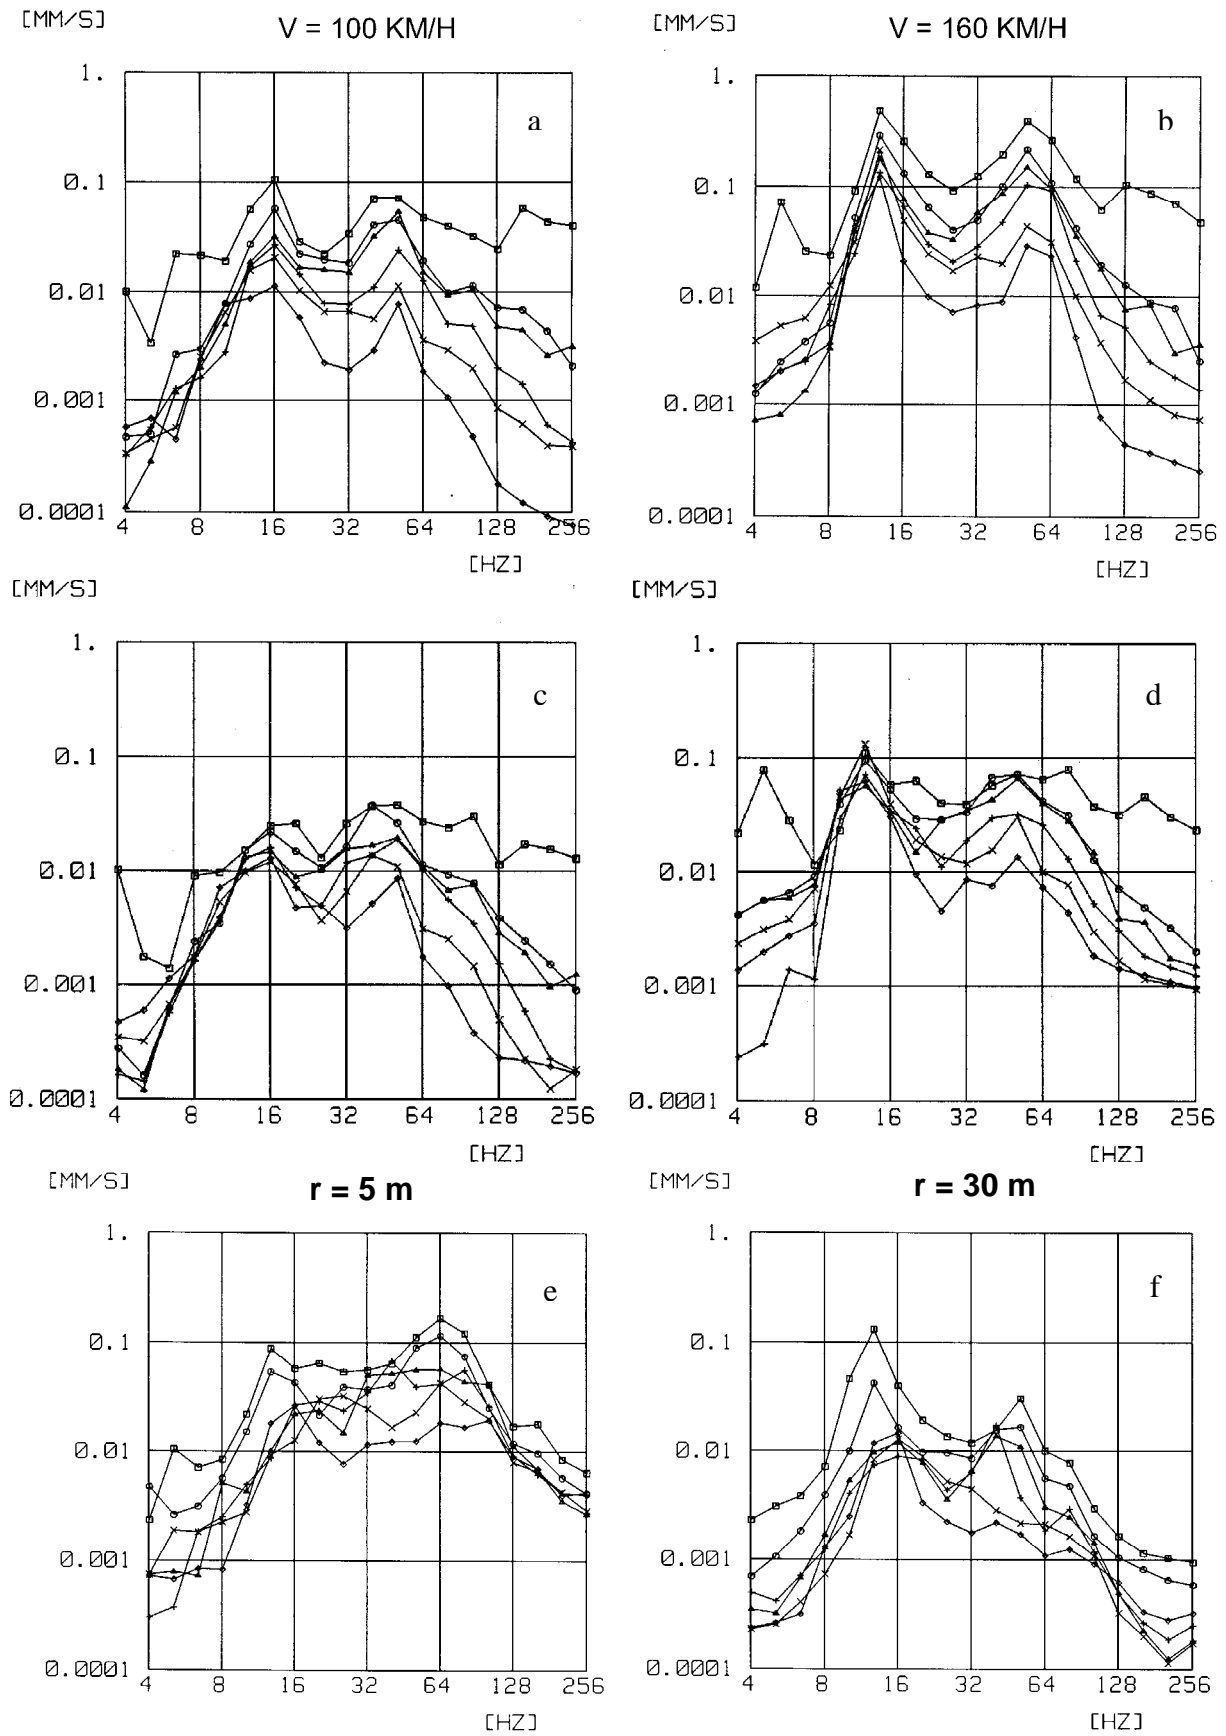 [MM/S] V = 100 KM/H
1.
a
0.1
0.01
0.001
0.0001
4 8 16 32 64 128 256
[HZ]
[MM/S] V = 160 KM/H
1.
b
0.1
0.01
0.001
0.0001
4 8 16 32 64 128 256
[HZ]
[MM/S]
1.
c
0.1
0.01
0.001
0.0001
4 8 16 32 64 128 256
[HZ]
[MM/S]
1.
d
0.1
0.01
0.001
0.0001
4 8 16 32 64 128 256
[HZ]
[MM/S] r = 5 m
1.
e
0.1
0.01
0.001
0.0001
4 8 16 32 64 128 256
[HZ]
[MM/S] r = 30 m
1.
f
0.1
0.01
0.001
0.0001
4 8 16 32 64 128 256
[HZ]